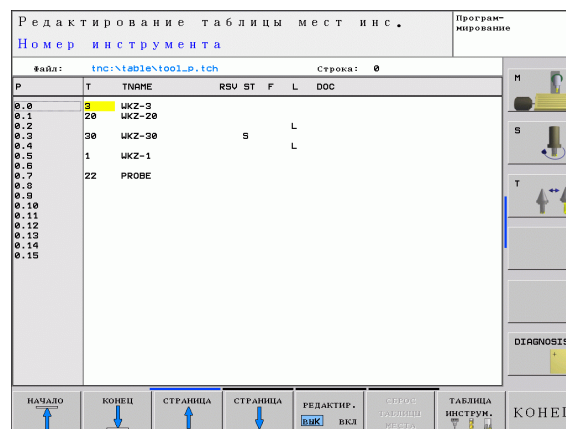 Редактирование таблицы мест инс.
Номер инструмента
Програм-
мирование
Файл: tnc:\table\tool_p.tch Строка: 0
P T TNAME RSV ST F L DOC
0.0 3 WKZ-3
0.1 20 WKZ-20
0.2 L
0.3 30 WKZ-30 S
0.4 L
0.5 1 WKZ-1
0.6
0.7 22 PROBE
0.8
0.9
0.10
0.11
0.12
0.13
0.14
0.15
M
S
T
DIAGNOSIS
НАЧАЛО
КОНЕЦ
СТРАНИЦА
СТРАНИЦА
РЕДАКТИР.
ВЫК ВКЛ
СБРОС
ТАБЛИЦЫ
МЕСТА
ТАБЛИЦА
ИНСТРУМ.
КОНЕЦ